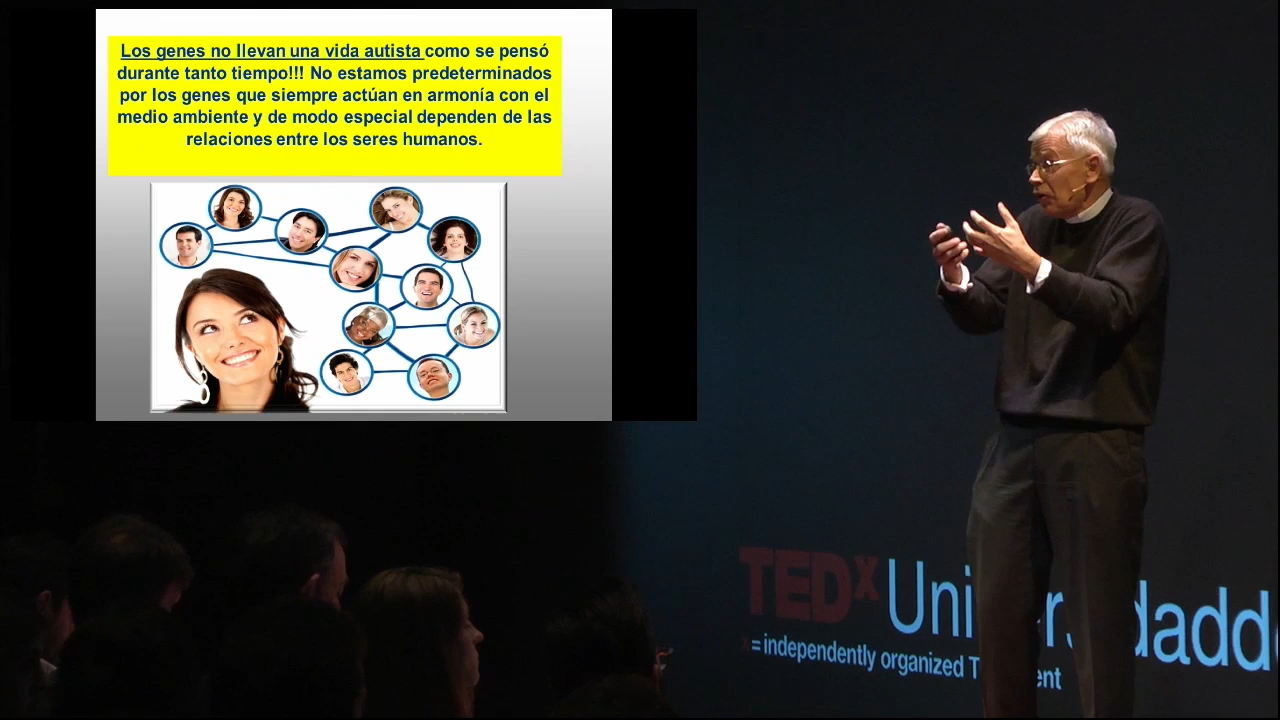 Los genes no llevan una vida autista como se pensó
durante tanto tiempo!!! No estamos predeterminados
por los genes que siempre actúan en armonía con el
medio ambiente y de modo especial dependen de las
relaciones entre los seres humanos.
TEDx
=independently organized